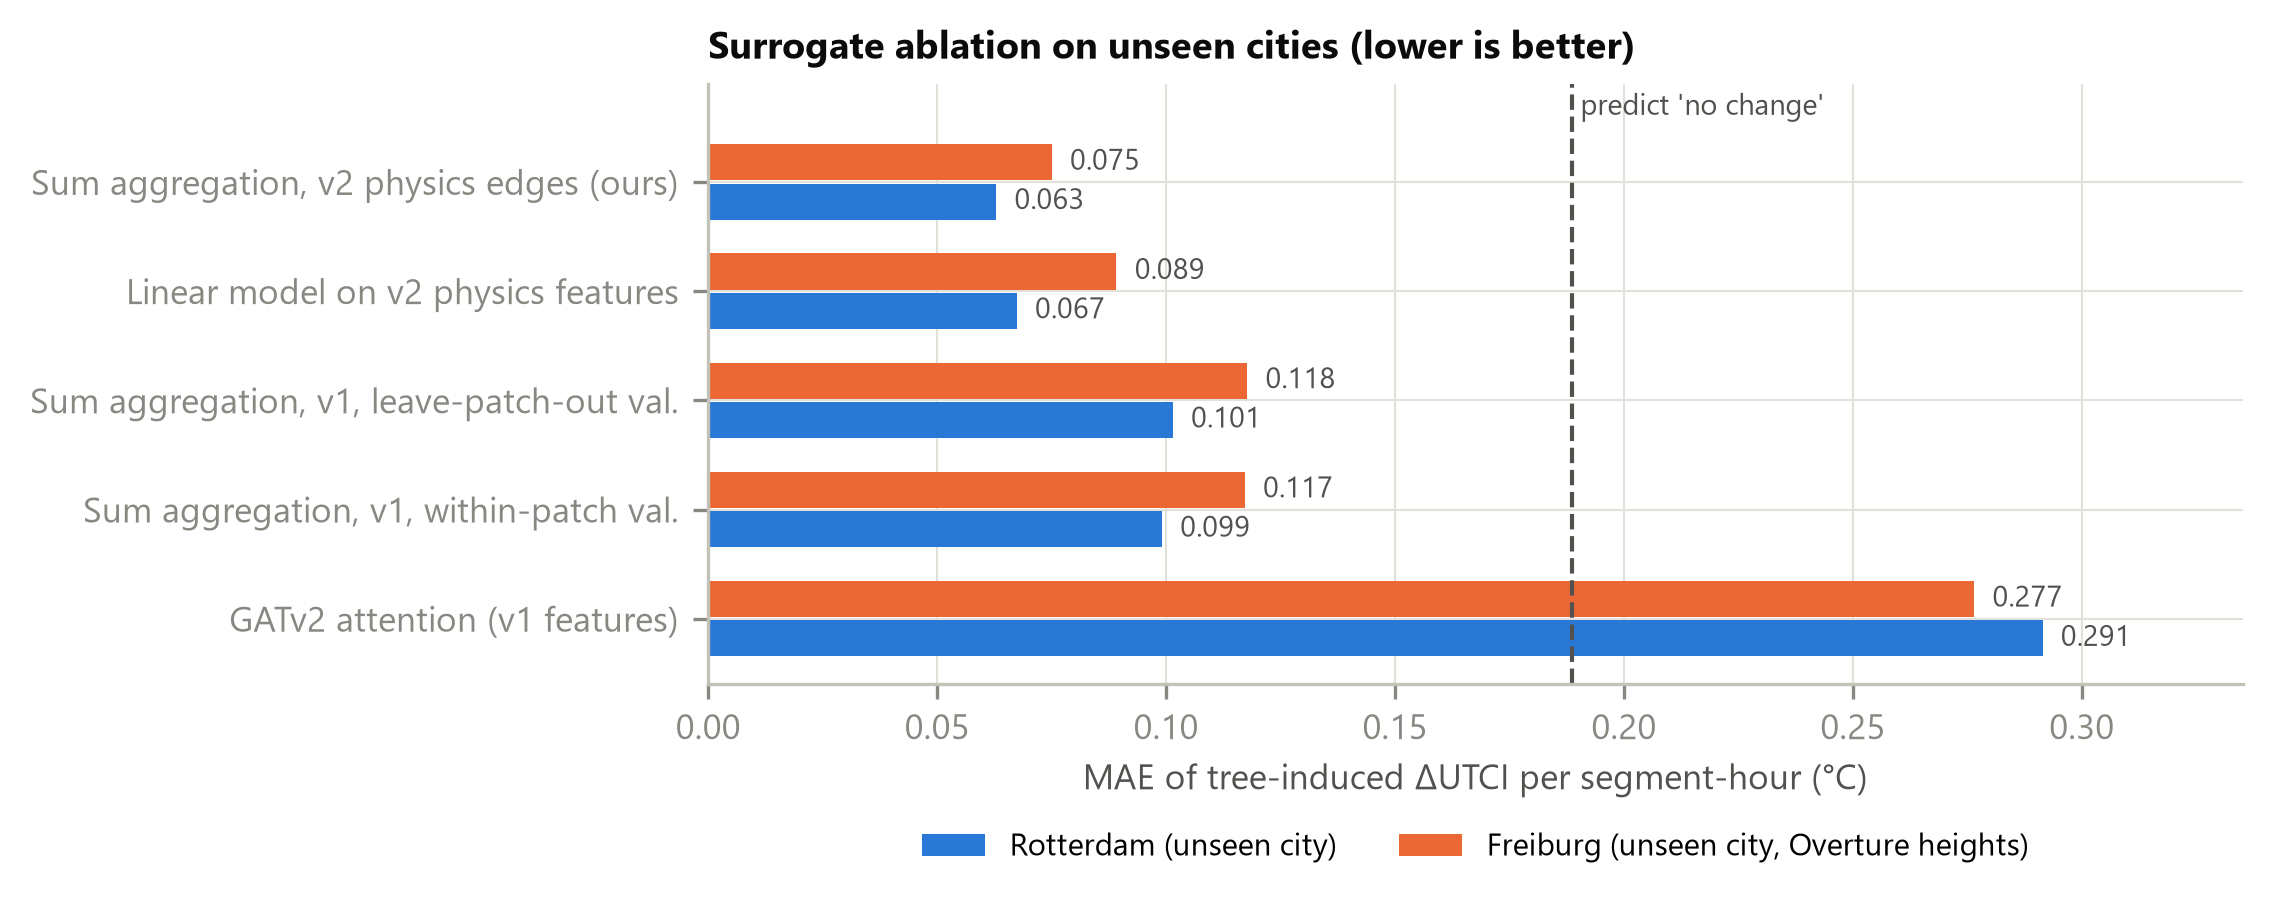 Surrogate ablation on unseen cities (lower is better)
predict 'no change'
Sum aggregation, v2 physics edges (ours)
0.075
0.063
Linear model on v2 physics features
0.089
0.067
Sum aggregation, v1, leave-patch-out val.
0.118
0.101
Sum aggregation, v1, within-patch val.
0.117
0.099
GATv2 attention (v1 features)
0.277
0.291
0.00 0.05 0.10 0.15 0.20 0.25 0.30
MAE of tree-induced ΔUTCI per segment-hour (°C)
Rotterdam (unseen city) Freiburg (unseen city, Overture heights)